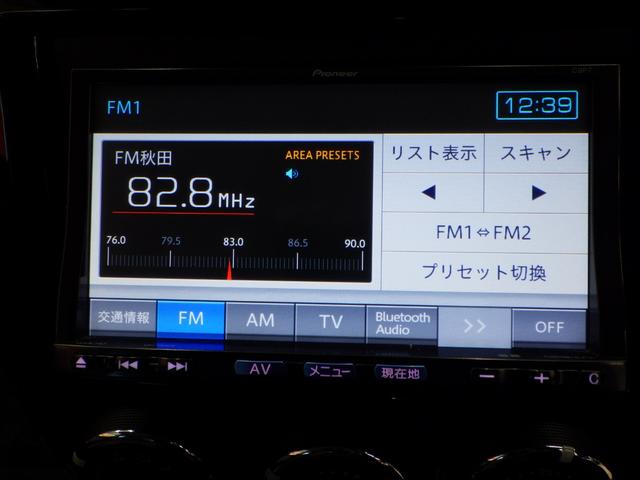 Pioneer
FM1
12:39
FM秋田
AREA PRESETS
82.8 MHz
76.0 79.5 83.0 86.5 90.0
リスト表示
スキャン
◀ ▶
FM1⇔FM2
プリセット切換
交通情報
FM
AM
TV
Bluetooth
Audio
>>
OFF
AV
メニュー
現在地
− + C